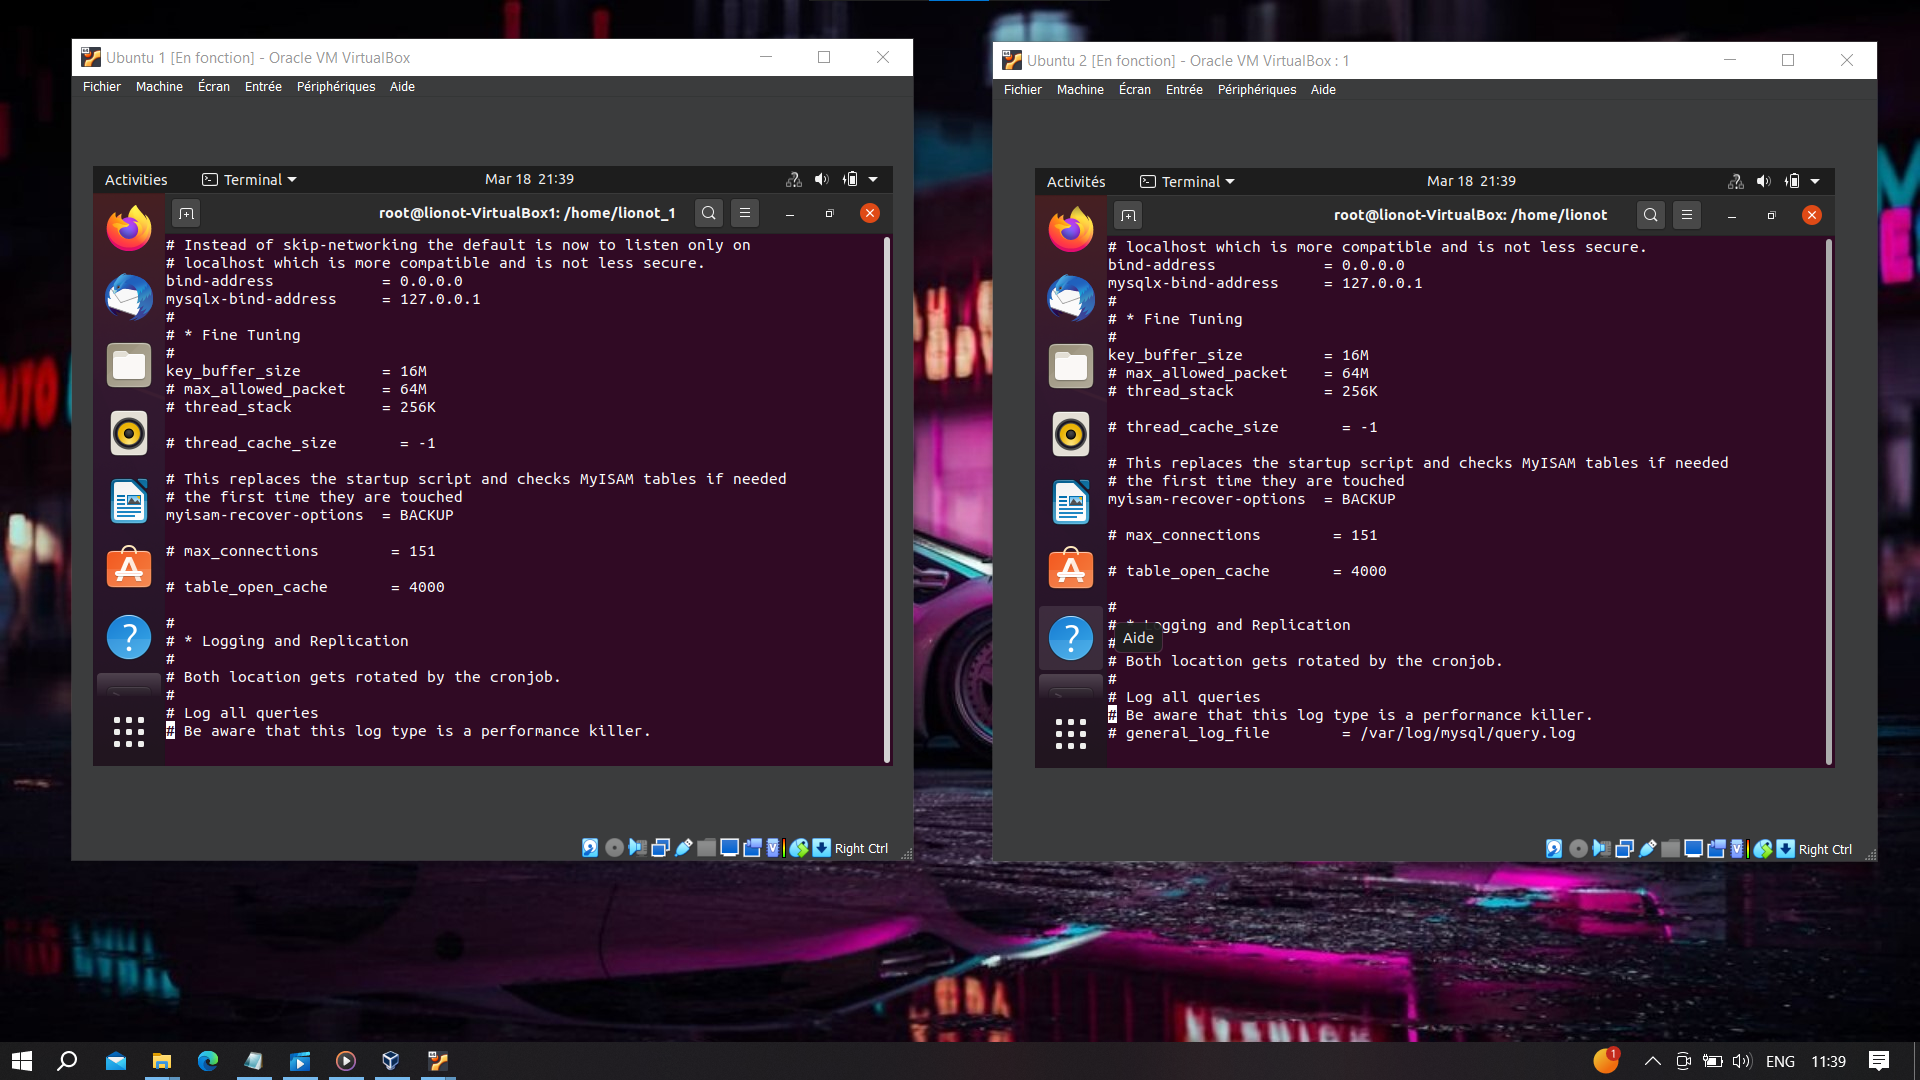 Ubuntu 1 [En fonction] - Oracle VM VirtualBox
Fichier Machine Écran Entrée Périphériques Aide
Activities Terminal Mar 18 21:39
root@lionot-VirtualBox1: /home/lionot_1
# Instead of skip-networking the default is now to listen only on
# localhost which is more compatible and is not less secure.
bind-address = 0.0.0.0
mysqlx-bind-address = 127.0.0.1
#
# * Fine Tuning
#
key_buffer_size = 16M
# max_allowed_packet = 64M
# thread_stack = 256K
# thread_cache_size = -1
# This replaces the startup script and checks MyISAM tables if needed
# the first time they are touched
myisam-recover-options = BACKUP
# max_connections = 151
# table_open_cache = 4000
#
# * Logging and Replication
#
# Both location gets rotated by the cronjob.
#
# Log all queries
# Be aware that this log type is a performance killer.
Right Ctrl
Ubuntu 2 [En fonction] - Oracle VM VirtualBox : 1
Fichier Machine Écran Entrée Périphériques Aide
Activités Terminal Mar 18 21:39
root@lionot-VirtualBox: /home/lionot
# localhost which is more compatible and is not less secure.
bind-address = 0.0.0.0
mysqlx-bind-address = 127.0.0.1
#
# * Fine Tuning
#
key_buffer_size = 16M
# max_allowed_packet = 64M
# thread_stack = 256K
# thread_cache_size = -1
# This replaces the startup script and checks MyISAM tables if needed
# the first time they are touched
myisam-recover-options = BACKUP
# max_connections = 151
# table_open_cache = 4000
#
# * Logging and Replication
Aide
#
# Both location gets rotated by the cronjob.
#
# Log all queries
# Be aware that this log type is a performance killer.
# general_log_file = /var/log/mysql/query.log
Right Ctrl
1 ENG 11:39